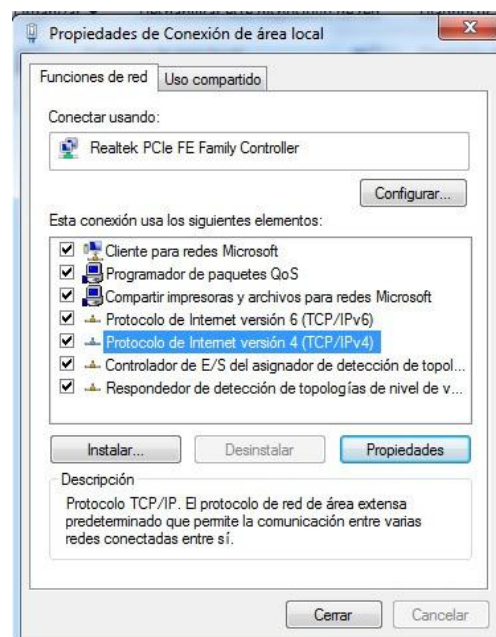 Propiedades de Conexión de área local
Funciones de red
Uso compartido
Conectar usando:
Realtek PCIe FE Family Controller
Configurar...
Esta conexión usa los siguientes elementos:
Cliente para redes Microsoft
Programador de paquetes QoS
Compartir impresoras y archivos para redes Microsoft
Protocolo de Internet versión 6 (TCP/IPv6)
Protocolo de Internet versión 4 (TCP/IPv4)
Controlador de E/S del asignador de detección de topol...
Respondedor de detección de topologías de nivel de v...
Instalar...
Desinstalar
Propiedades
Descripción
Protocolo TCP/IP. El protocolo de red de área extensa
predeterminado que permite la comunicación entre varias
redes conectadas entre sí.
Cerrar
Cancelar